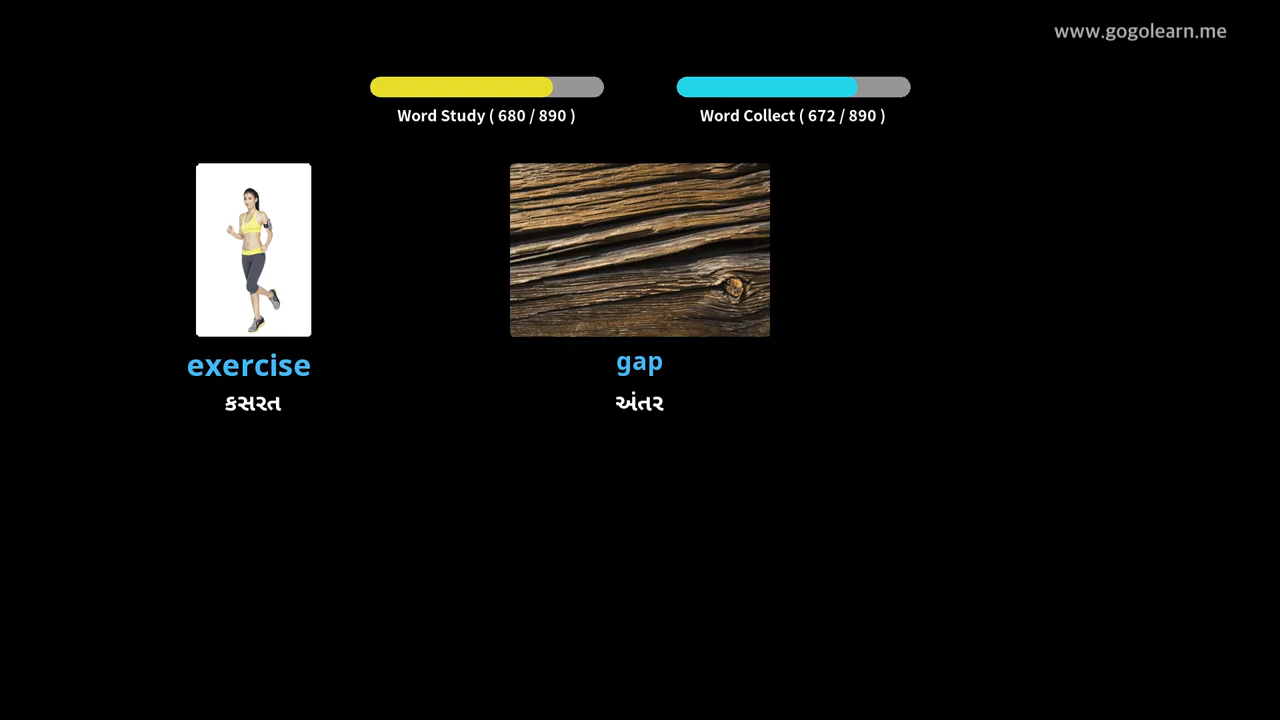 www.gogolearn.me
Word Study ( 680 / 890 )
Word Collect ( 672 / 890 )
exercise
કસરત
gap
અંતર